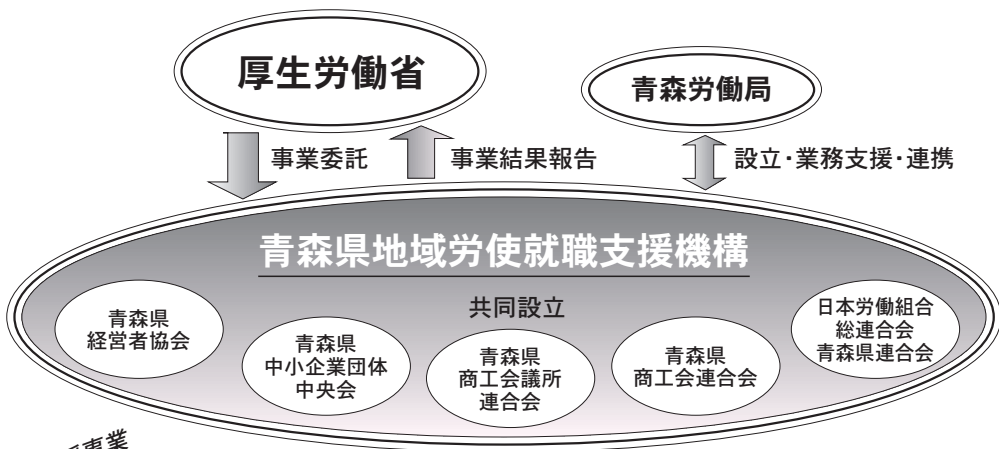 厚生労働省
青森労働局
事業委託
事業結果報告
設立・業務支援・連携
青森県地域労使就職支援機構
共同設立
青森県
経営者協会
青森県
中小企業団体
中央会
青森県
商工会議所
連合会
青森県
商工会連合会
日本労働組合
総連合会
青森県連合会
事業